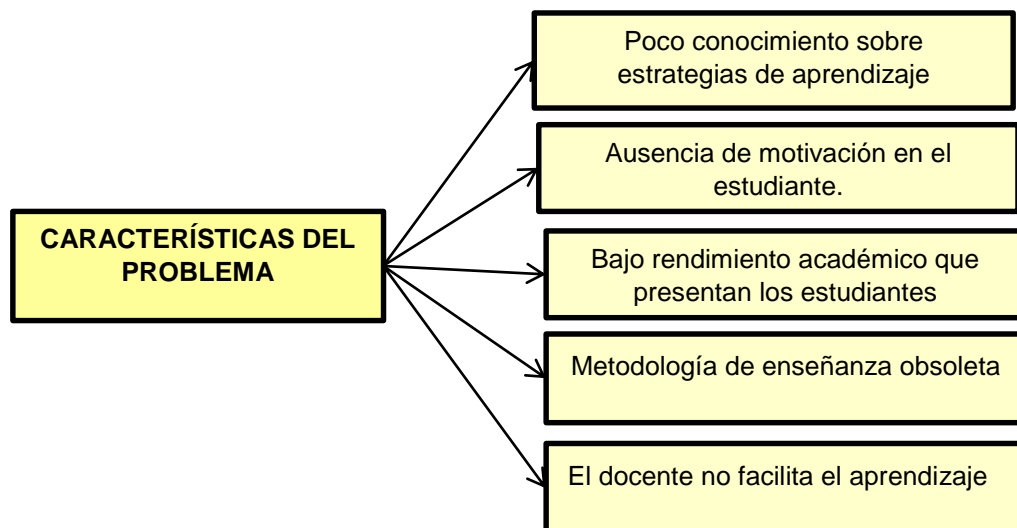 Poco conocimiento sobre
estrategias de aprendizaje
Ausencia de motivación en el
estudiante.
CARACTERÍSTICAS DEL
PROBLEMA
Bajo rendimiento académico que
presentan los estudiantes
Metodología de enseñanza obsoleta
El docente no facilita el aprendizaje